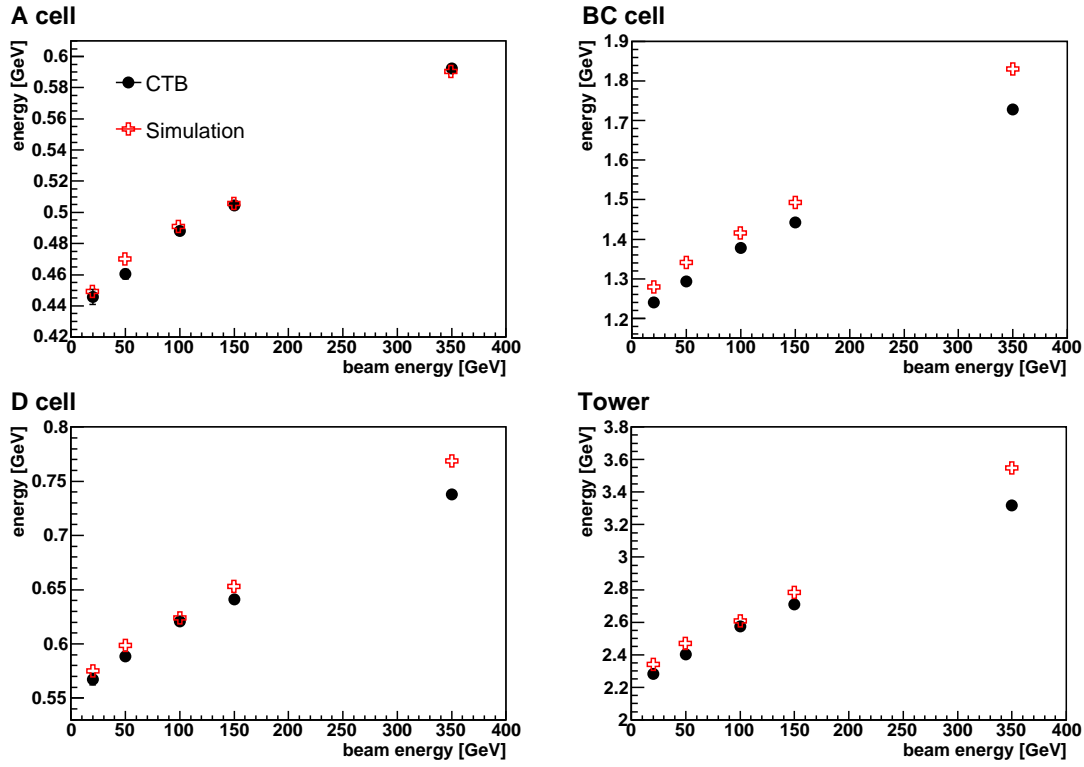 A cell
energy [GeV]
0.6
0.58
0.56
0.54
0.52
0.5
0.48
0.46
0.44
0.42
CTB
Simulation
0 50 100 150 200 250 300 350 400
beam energy [GeV]
BC cell
energy [GeV]
1.9
1.8
1.7
1.6
1.5
1.4
1.3
1.2
0 50 100 150 200 250 300 350 400
beam energy [GeV]
D cell
energy [GeV]
0.8
0.75
0.7
0.65
0.6
0.55
0 50 100 150 200 250 300 350 400
beam energy [GeV]
Tower
energy [GeV]
3.8
3.6
3.4
3.2
3
2.8
2.6
2.4
2.2
2
0 50 100 150 200 250 300 350 400
beam energy [GeV]